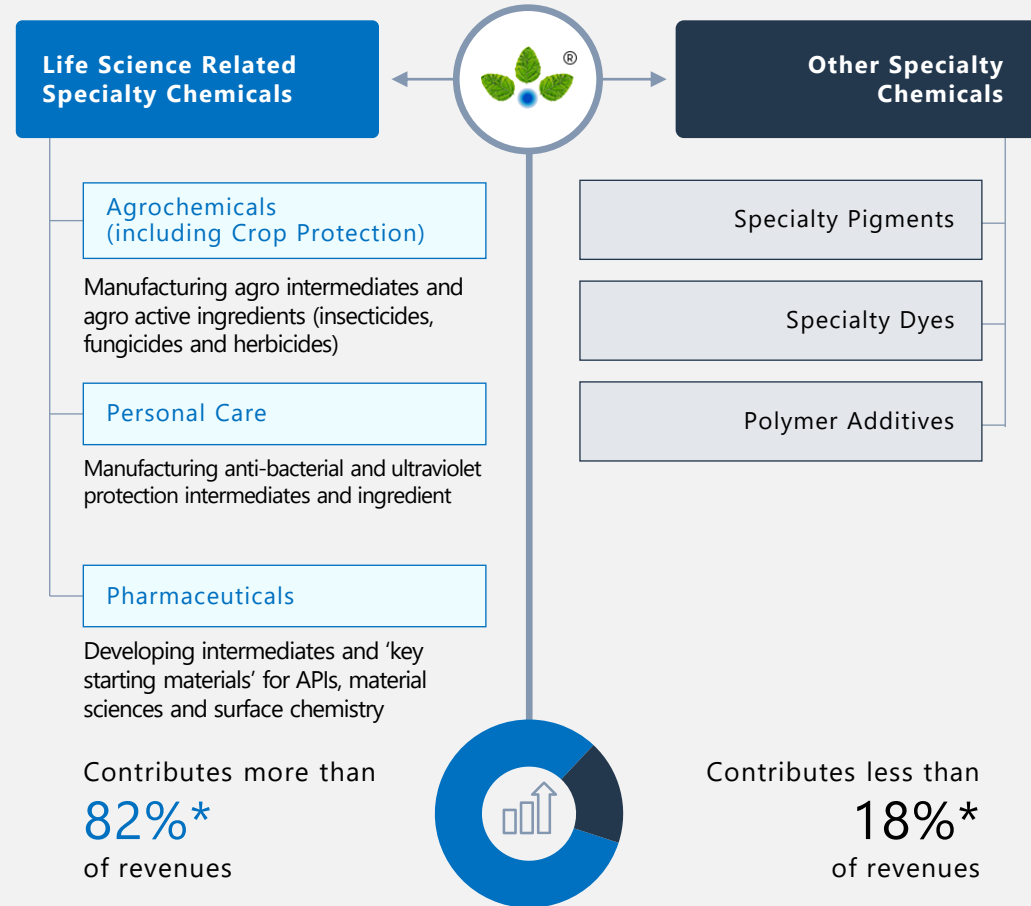 Life Science Related
Specialty Chemicals
®
Other Specialty
Chemicals
Agrochemicals
(including Crop Protection)
Manufacturing agro intermediates and
agro active ingredients (insecticides,
fungicides and herbicides)
Personal Care
Manufacturing anti-bacterial and ultraviolet
protection intermediates and ingredient
Pharmaceuticals
Developing intermediates and ‘key
starting materials’ for APIs, material
sciences and surface chemistry
Contributes more than
82%*
of revenues
Specialty Pigments
Specialty Dyes
Polymer Additives
Contributes less than
18%*
of revenues